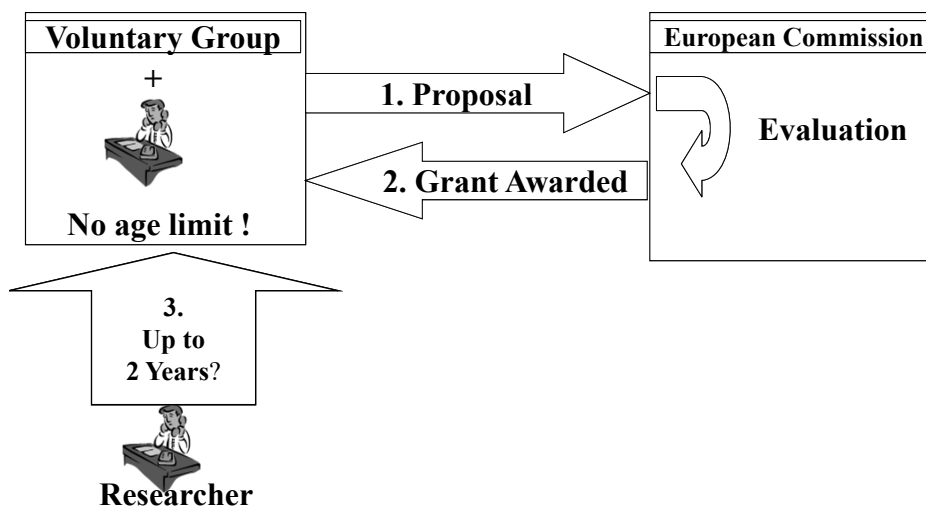 Voluntary Group
+
No age limit !
1. Proposal
2. Grant Awarded
European Commission
Evaluation
3.
Up to
2 Years?
Researcher